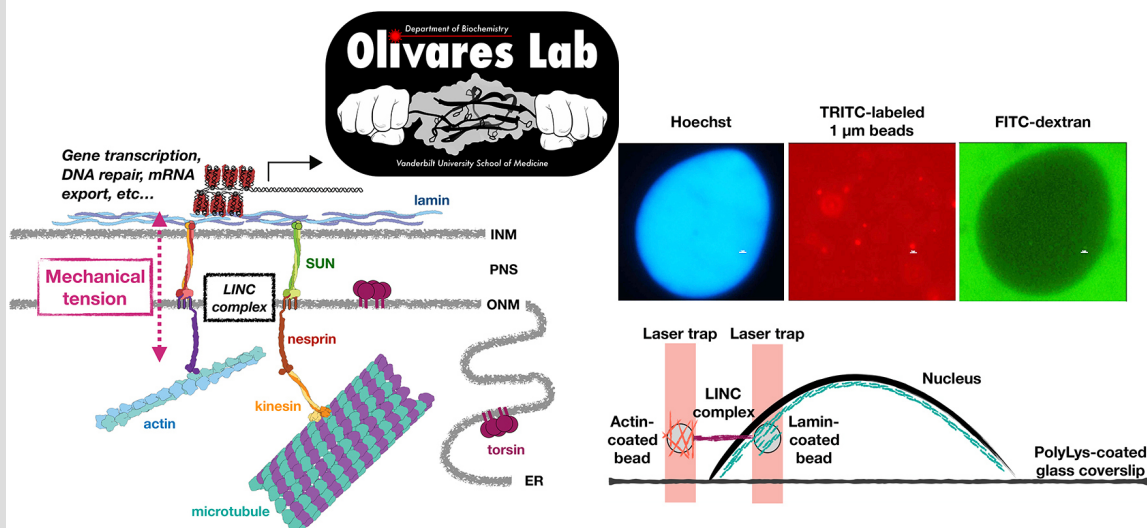 Department of Biochemistry
Olivares Lab
Vanderbilt University School of Medicine
Gene transcription,
DNA repair, mRNA
export, etc...
lamin
INM
SUN
PNS
Mechanical
tension
LINC
complex
ONM
nesprin
kinesin
actin
torsin
ER
microtubule
Hoechst
TRITC-labeled
1 µm beads
FITC-dextran
Laser trap
Laser trap
Nucleus
LINC
complex
Actin-
coated
bead
Lamin-
coated
bead
PolyLys-coated
glass coverslip